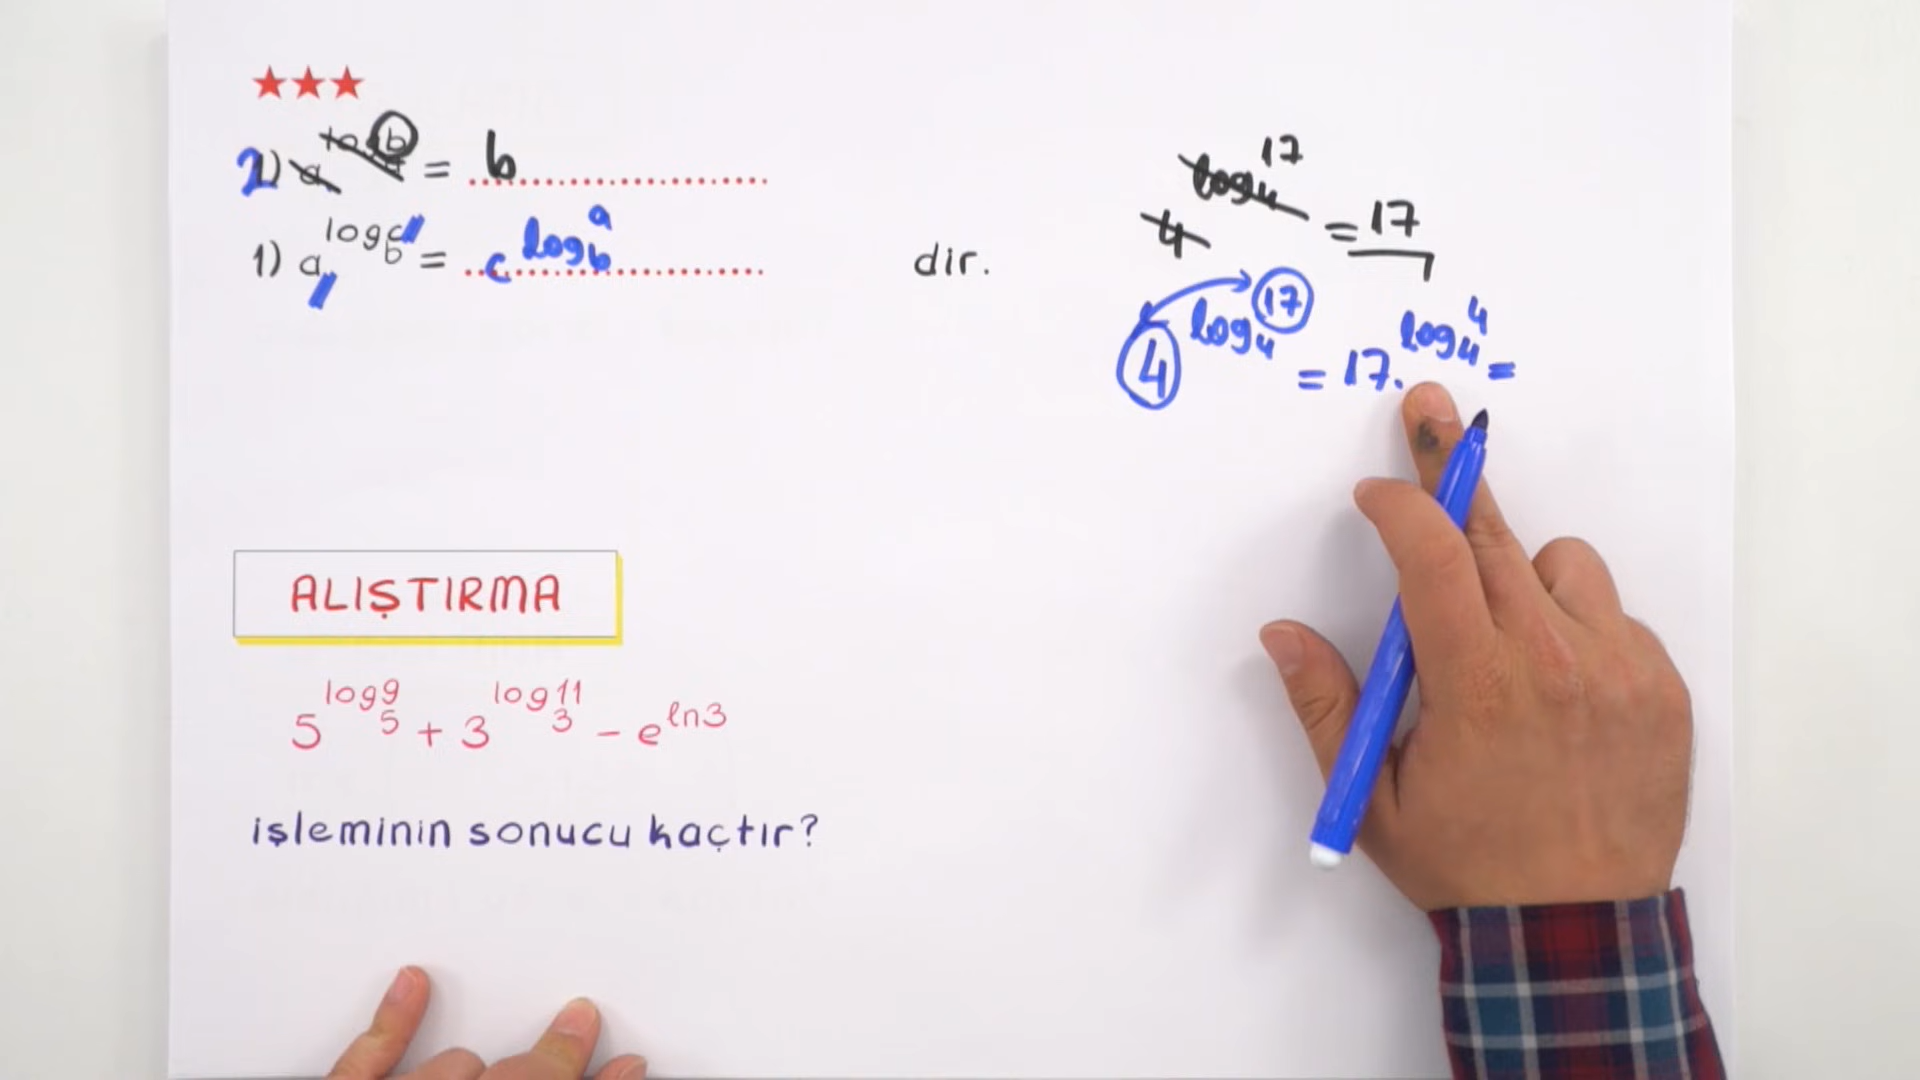 2) a^log_a b = b
1) a^log_b c = c^log_b a dir.
4^log_4 17 = 17
4^log_4 17 = 17.^log_4 4 =
ALIŞTIRMA
5^log_5 9 + 3^log_3 11 - e^ln3
işleminin sonucu kaçtır?